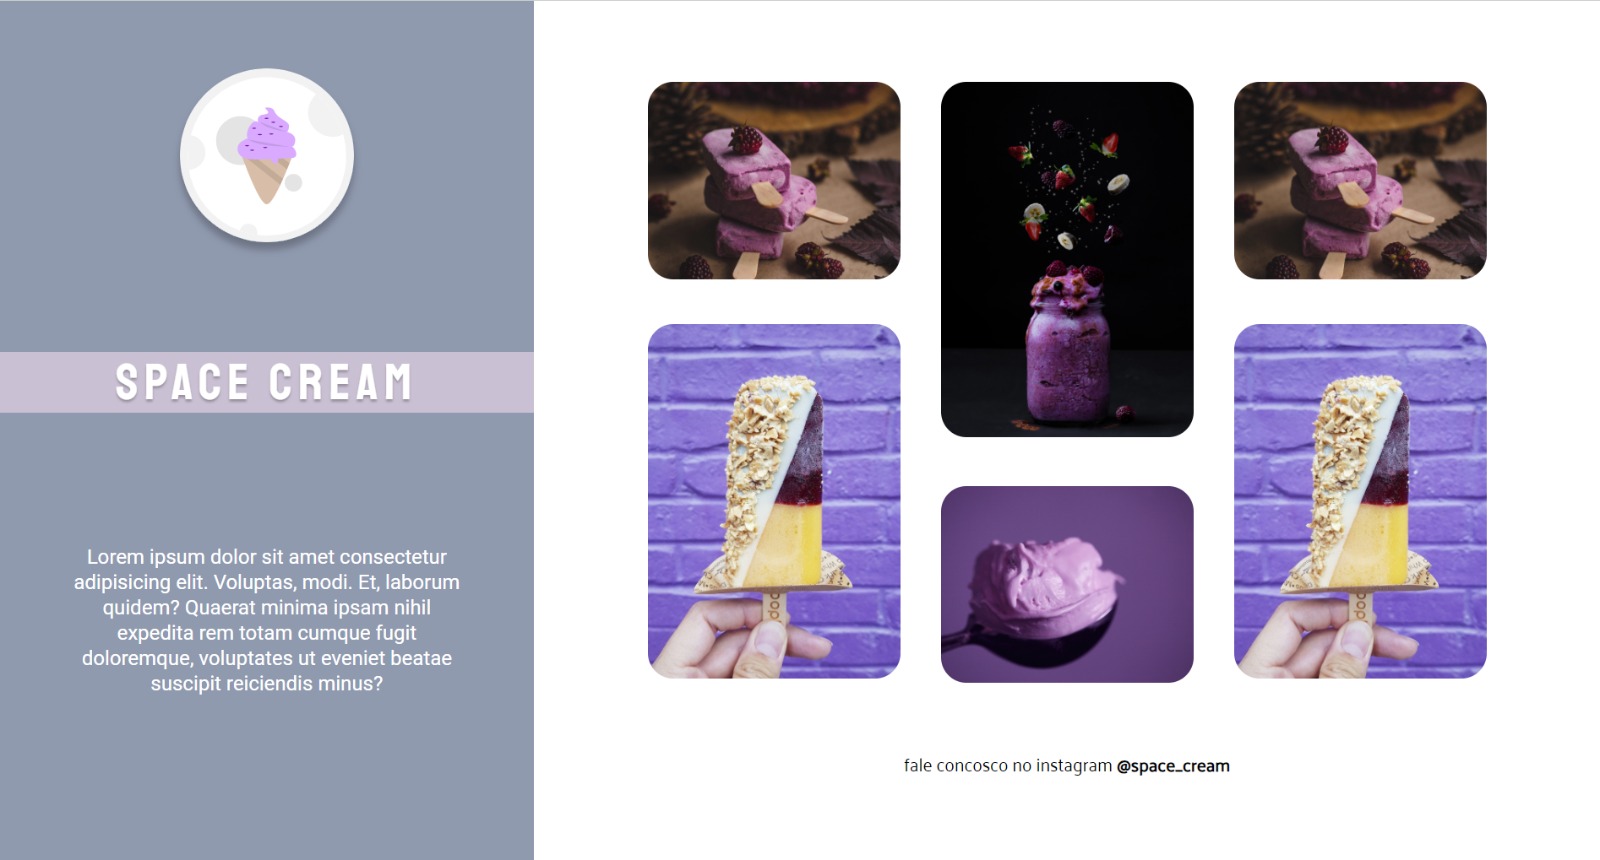 SPACE CREAM
Lorem ipsum dolor sit amet consectetur
adipisicing elit. Voluptas, modi. Et, laborum
quidem? Quaerat minima ipsam nihil
expedita rem totam cumque fugit
doloremque, voluptates ut eveniet beatae
suscipit reiciendis minus?
fale concosco no instagram @space_cream